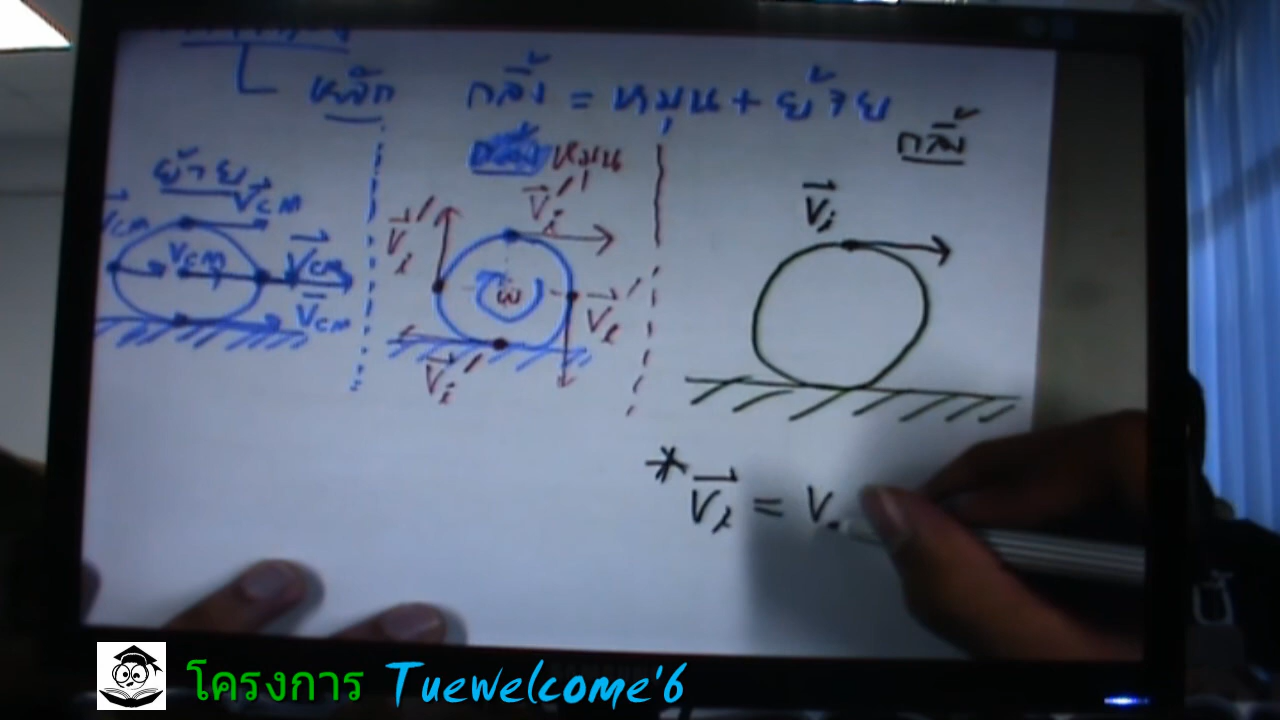 หลัก
กลิ้ง = หมุน + ย้าย
กลิ้ง
หมุน
ย้าย
V⃗cm
V⃗cm
Vcm
V⃗cm
V̄cm
V⃗i′
V⃗i′
ω
V⃗i′
V⃗i′
V⃗i
* V⃗i = V
โครงการ Tuewelcome'6